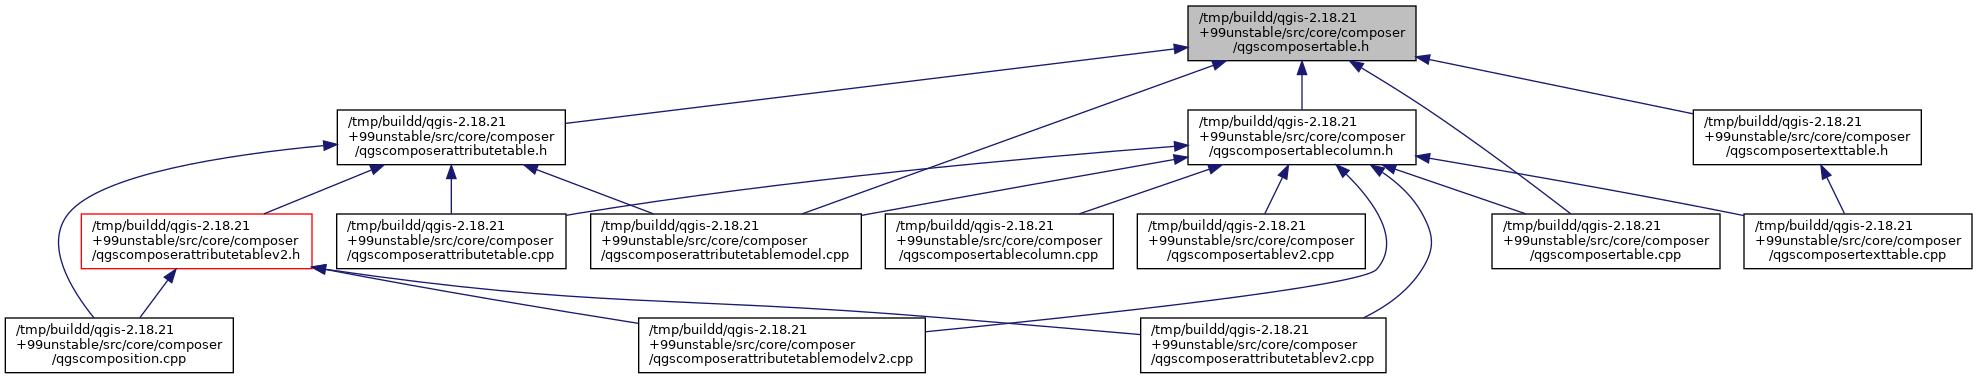 /tmp/buildd/qgis-2.18.21
+99unstable/src/core/composer
/qgscomposertable.h
/tmp/buildd/qgis-2.18.21
+99unstable/src/core/composer
/qgscomposerattributetable.h
/tmp/buildd/qgis-2.18.21
+99unstable/src/core/composer
/qgscomposertablecolumn.h
/tmp/buildd/qgis-2.18.21
+99unstable/src/core/composer
/qgscomposertexttable.h
/tmp/buildd/qgis-2.18.21
+99unstable/src/core/composer
/qgscomposerattributetablev2.h
/tmp/buildd/qgis-2.18.21
+99unstable/src/core/composer
/qgscomposerattributetable.cpp
/tmp/buildd/qgis-2.18.21
+99unstable/src/core/composer
/qgscomposerattributetablemodel.cpp
/tmp/buildd/qgis-2.18.21
+99unstable/src/core/composer
/qgscomposertablecolumn.cpp
/tmp/buildd/qgis-2.18.21
+99unstable/src/core/composer
/qgscomposertablev2.cpp
/tmp/buildd/qgis-2.18.21
+99unstable/src/core/composer
/qgscomposertable.cpp
/tmp/buildd/qgis-2.18.21
+99unstable/src/core/composer
/qgscomposertexttable.cpp
/tmp/buildd/qgis-2.18.21
+99unstable/src/core/composer
/qgscomposition.cpp
/tmp/buildd/qgis-2.18.21
+99unstable/src/core/composer
/qgscomposerattributetablemodelv2.cpp
/tmp/buildd/qgis-2.18.21
+99unstable/src/core/composer
/qgscomposerattributetablev2.cpp